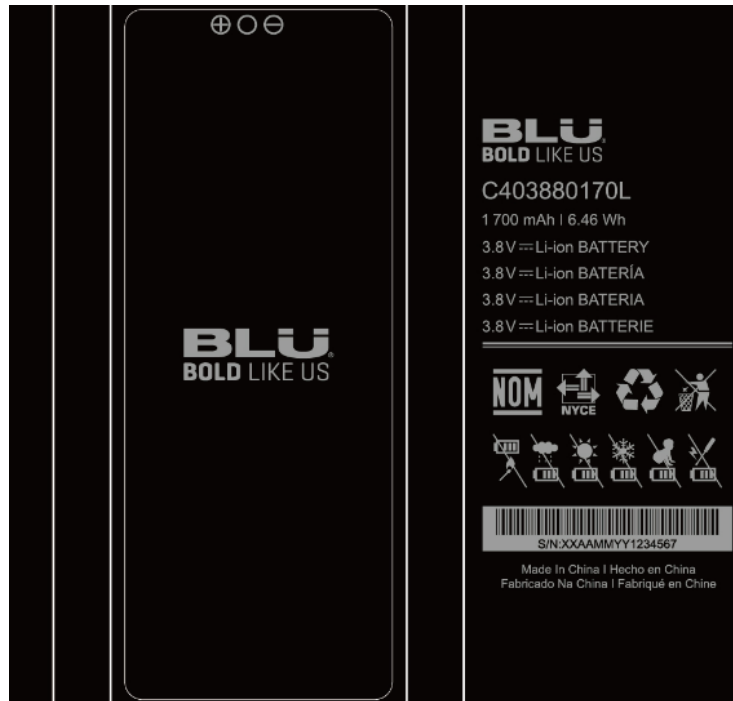 BLU
BOLD LIKE US
BLU
BOLD LIKE US
C403880170L
1700 mAh | 6.46 Wh
3.8V⎓Li-ion BATTERY
3.8V⎓Li-ion BATERÍA
3.8V⎓Li-ion BATERIA
3.8V⎓Li-ion BATTERIE
NOM
NYCE
S/N:XXAAMMYY1234567
Made In China | Hecho en China
Fabricado Na China | Fabriqué en Chine